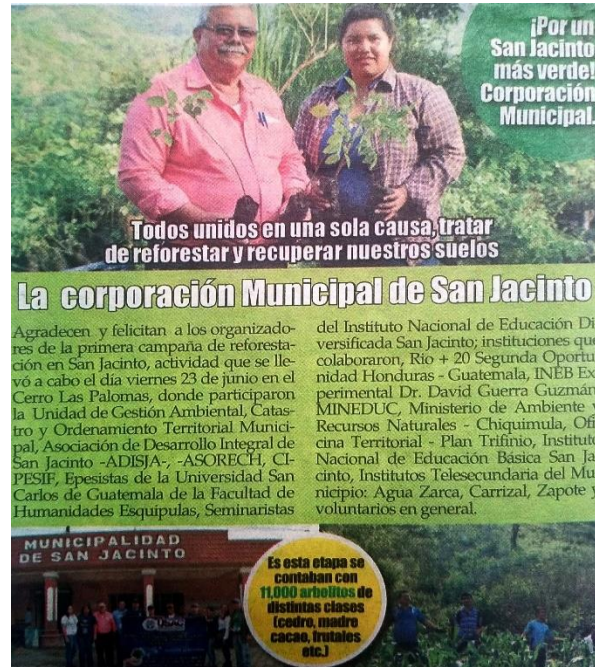 ¡Por un
San Jacinto
más verde!
Corporación
Municipal.
Todos unidos en una sola causa, tratar
de reforestar y recuperar nuestros suelos
La corporación Municipal de San Jacinto
Agradecen y felicitan a los organizado-
res de la primera campaña de reforesta-
ción en San Jacinto, actividad que se lle-
vó a cabo el día viernes 23 de junio en el
Cerro Las Palomas, donde participaron
la Unidad de Gestión Ambiental, Catas-
tro y Ordenamiento Territorial Munici-
pal, Asociación de Desarrollo Integral de
San Jacinto -ADISJA-, -ASORECH, CI-
PESIF, Epesistas de la Universidad San
Carlos de Guatemala de la Facultad de
Humanidades Esquipulas, Seminaristas
del Instituto Nacional de Educación Di
versificada San Jacinto; instituciones que
colaboraron, Rio + 20 Segunda Oportu
nidad Honduras - Guatemala, INEB Ex
perimental Dr. David Guerra Guzmán
MINEDUC, Ministerio de Ambiente y
Recursos Naturales - Chiquimula, Ofi
cina Territorial - Plan Trifinio, Instituto
Nacional de Educación Básica San Ja
cinto, Institutos Telesecundaria del Mu
nicipio: Agua Zarca, Carrizal, Zapote y
voluntarios en general.
MUNICIPALIDAD
DE SAN JACINTO
USAC
Es esta etapa se
contaban con
11,000 arbolitos de
distintas clases
(cedro, madre
cacao, frutales
etc.)